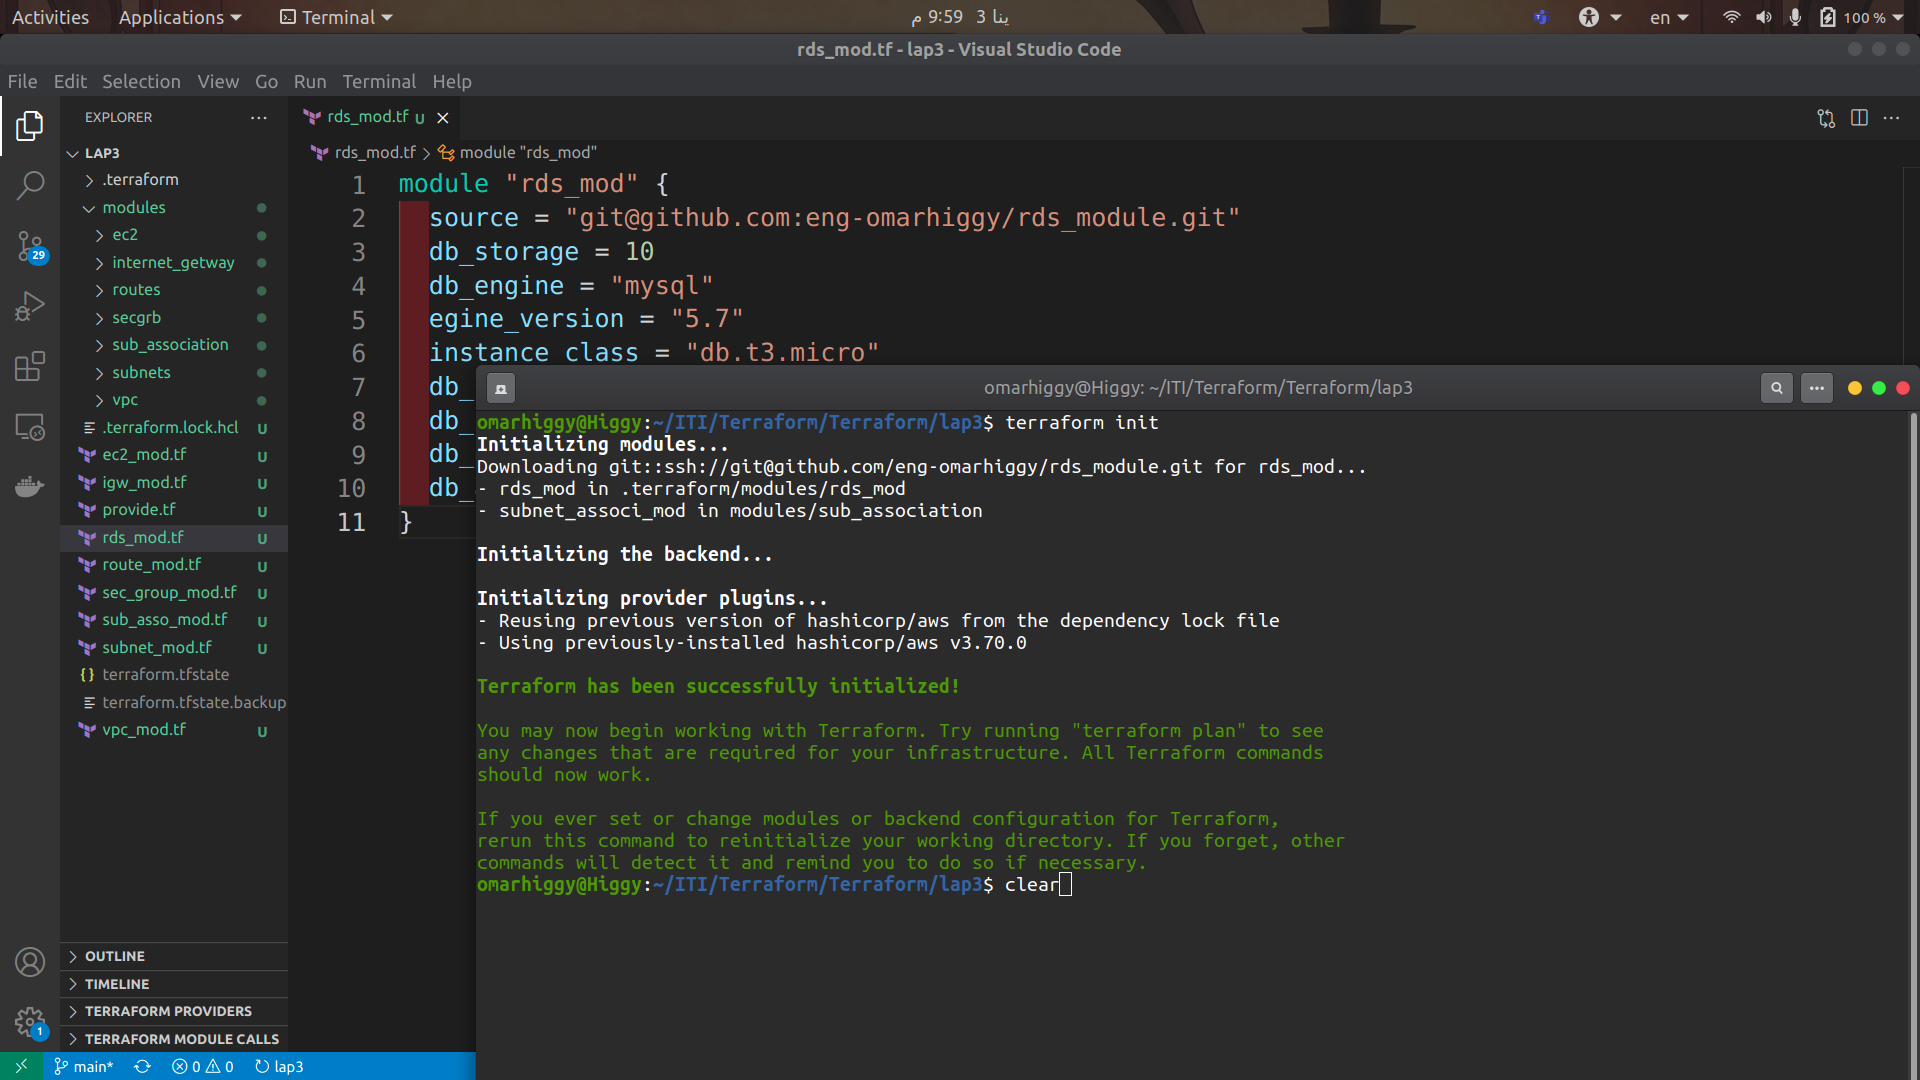 Activities
Applications
Terminal
ينا 3 9:59 م
en
100 %
rds_mod.tf - lap3 - Visual Studio Code
File Edit Selection View Go Run Terminal Help
EXPLORER
LAP3
.terraform
modules
ec2
internet_getway
routes
secgrb
sub_association
subnets
vpc
.terraform.lock.hcl U
ec2_mod.tf U
igw_mod.tf U
provide.tf U
rds_mod.tf U
route_mod.tf U
sec_group_mod.tf U
sub_asso_mod.tf U
subnet_mod.tf U
terraform.tfstate
terraform.tfstate.backup
vpc_mod.tf U
OUTLINE
TIMELINE
TERRAFORM PROVIDERS
TERRAFORM MODULE CALLS
29
1
rds_mod.tf U
rds_mod.tf > module "rds_mod"
1 module "rds_mod" {
2 source = "git@github.com:eng-omarhiggy/rds_module.git"
3 db_storage = 10
4 db_engine = "mysql"
5 egine_version = "5.7"
6 instance_class = "db.t3.micro"
7 db_
8 db_
9 db_
10 db_
11 }
omarhiggy@Higgy: ~/ITI/Terraform/Terraform/lap3
omarhiggy@Higgy:~/ITI/Terraform/Terraform/lap3$ terraform init
Initializing modules...
Downloading git::ssh://git@github.com/eng-omarhiggy/rds_module.git for rds_mod...
- rds_mod in .terraform/modules/rds_mod
- subnet_associ_mod in modules/sub_association
Initializing the backend...
Initializing provider plugins...
- Reusing previous version of hashicorp/aws from the dependency lock file
- Using previously-installed hashicorp/aws v3.70.0
Terraform has been successfully initialized!
You may now begin working with Terraform. Try running "terraform plan" to see
any changes that are required for your infrastructure. All Terraform commands
should now work.
If you ever set or change modules or backend configuration for Terraform,
rerun this command to reinitialize your working directory. If you forget, other
commands will detect it and remind you to do so if necessary.
omarhiggy@Higgy:~/ITI/Terraform/Terraform/lap3$ clear
main* 0 0 lap3